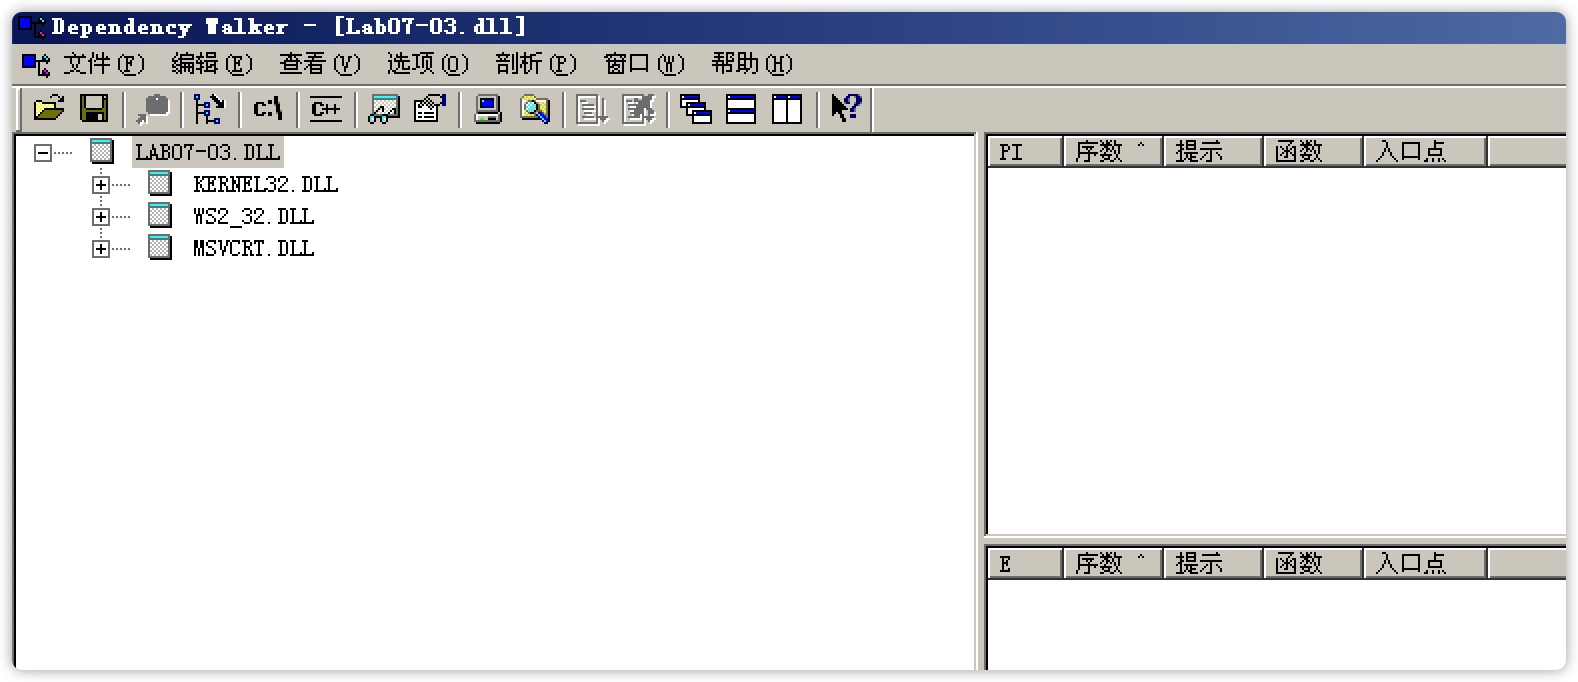 Dependency Walker - [Lab07-03.dll]
文件(F) 编辑(E) 查看(V) 选项(O) 剖析(P) 窗口(W) 帮助(H)
c:\ C++
LAB07-03.DLL
KERNEL32.DLL
WS2_32.DLL
MSVCRT.DLL
PI 序数 ^ 提示 函数 入口点
E 序数 ^ 提示 函数 入口点